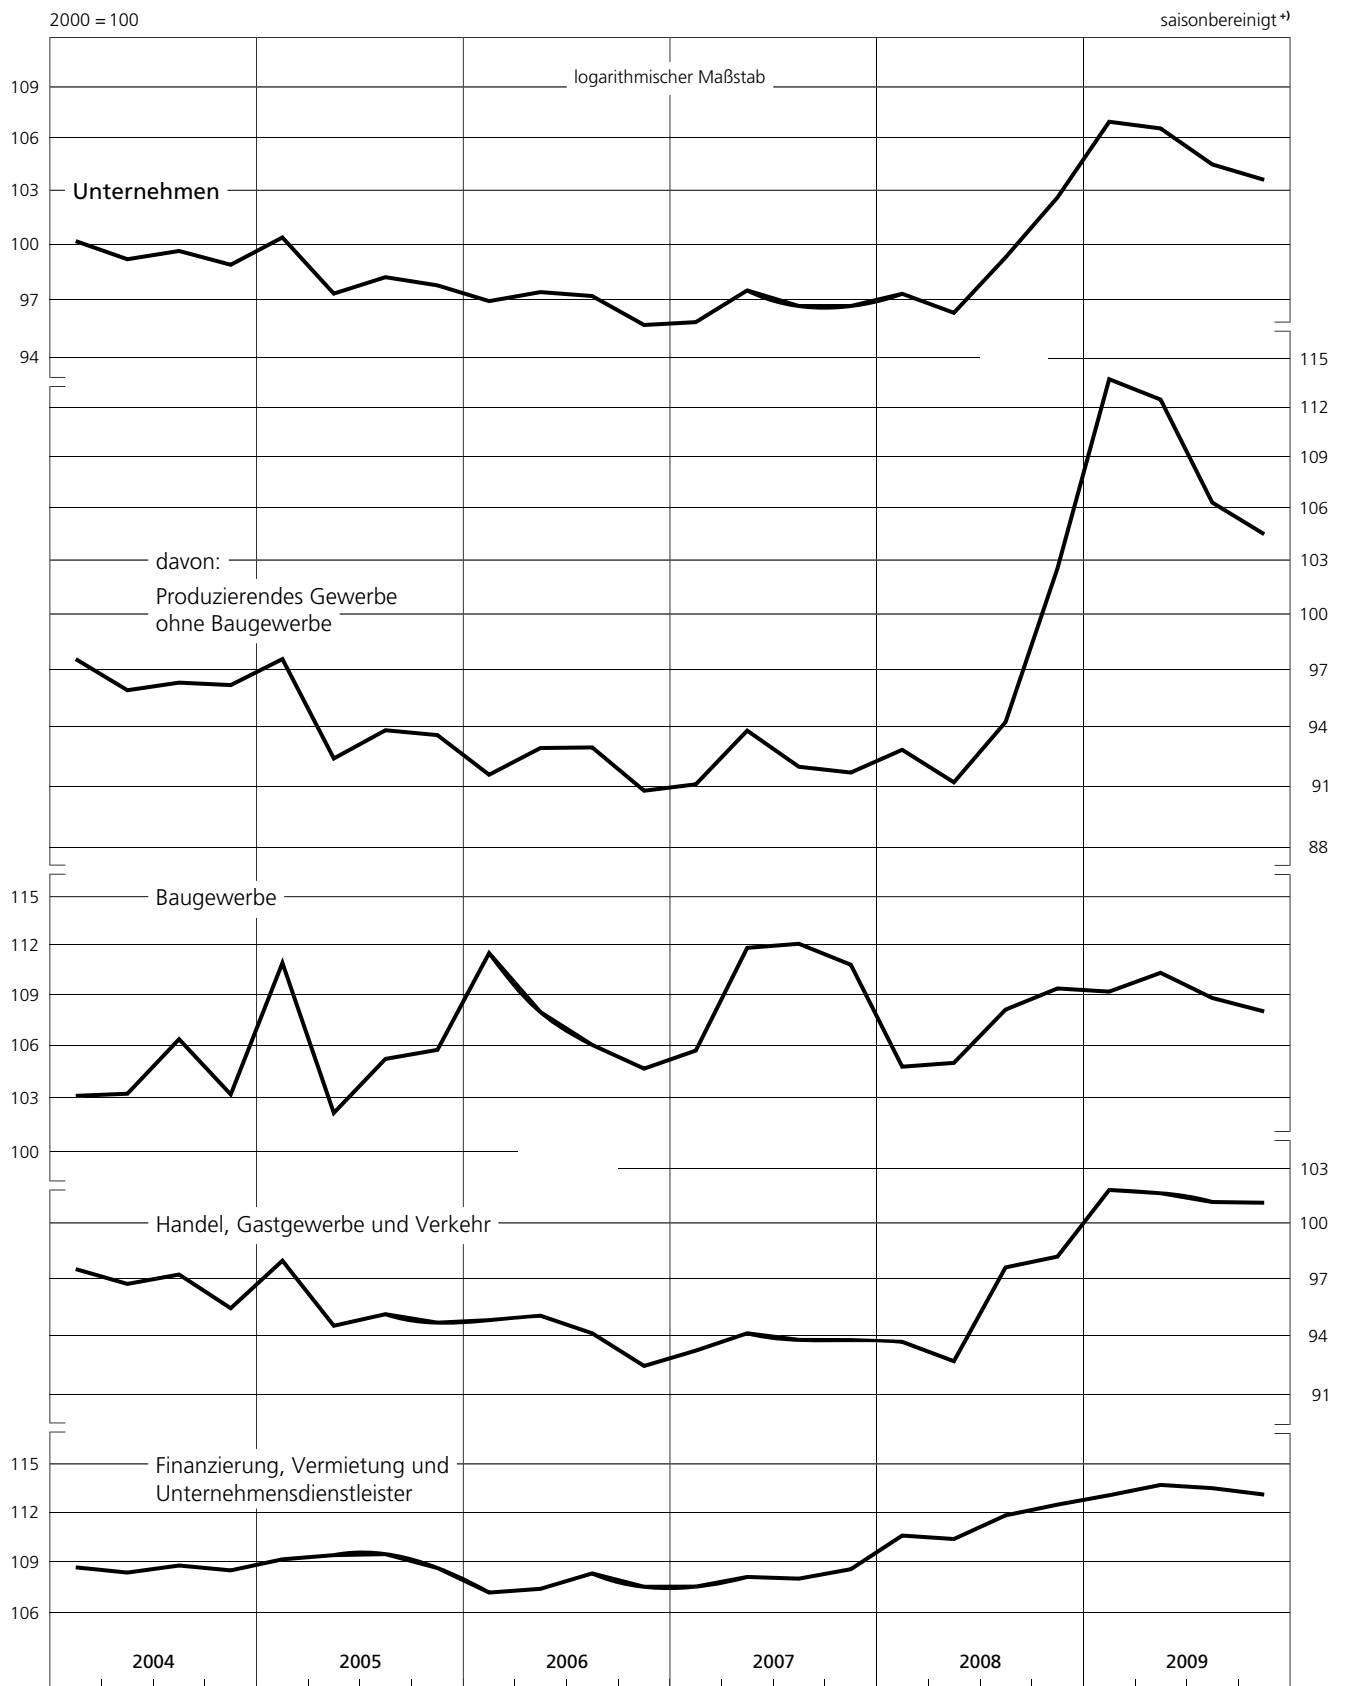 2000 = 100
saisonbereinigt +)
logarithmischer Maßstab
109
106
103
Unternehmen
100
97
94
115
112
109
106
103
davon:
Produzierendes Gewerbe
ohne Baugewerbe
100
97
94
91
88
115
Baugewerbe
112
109
106
103
100
103
Handel, Gastgewerbe und Verkehr
100
97
94
91
115
Finanzierung, Vermietung und
Unternehmensdienstleister
112
109
106
2004 2005 2006 2007 2008 2009